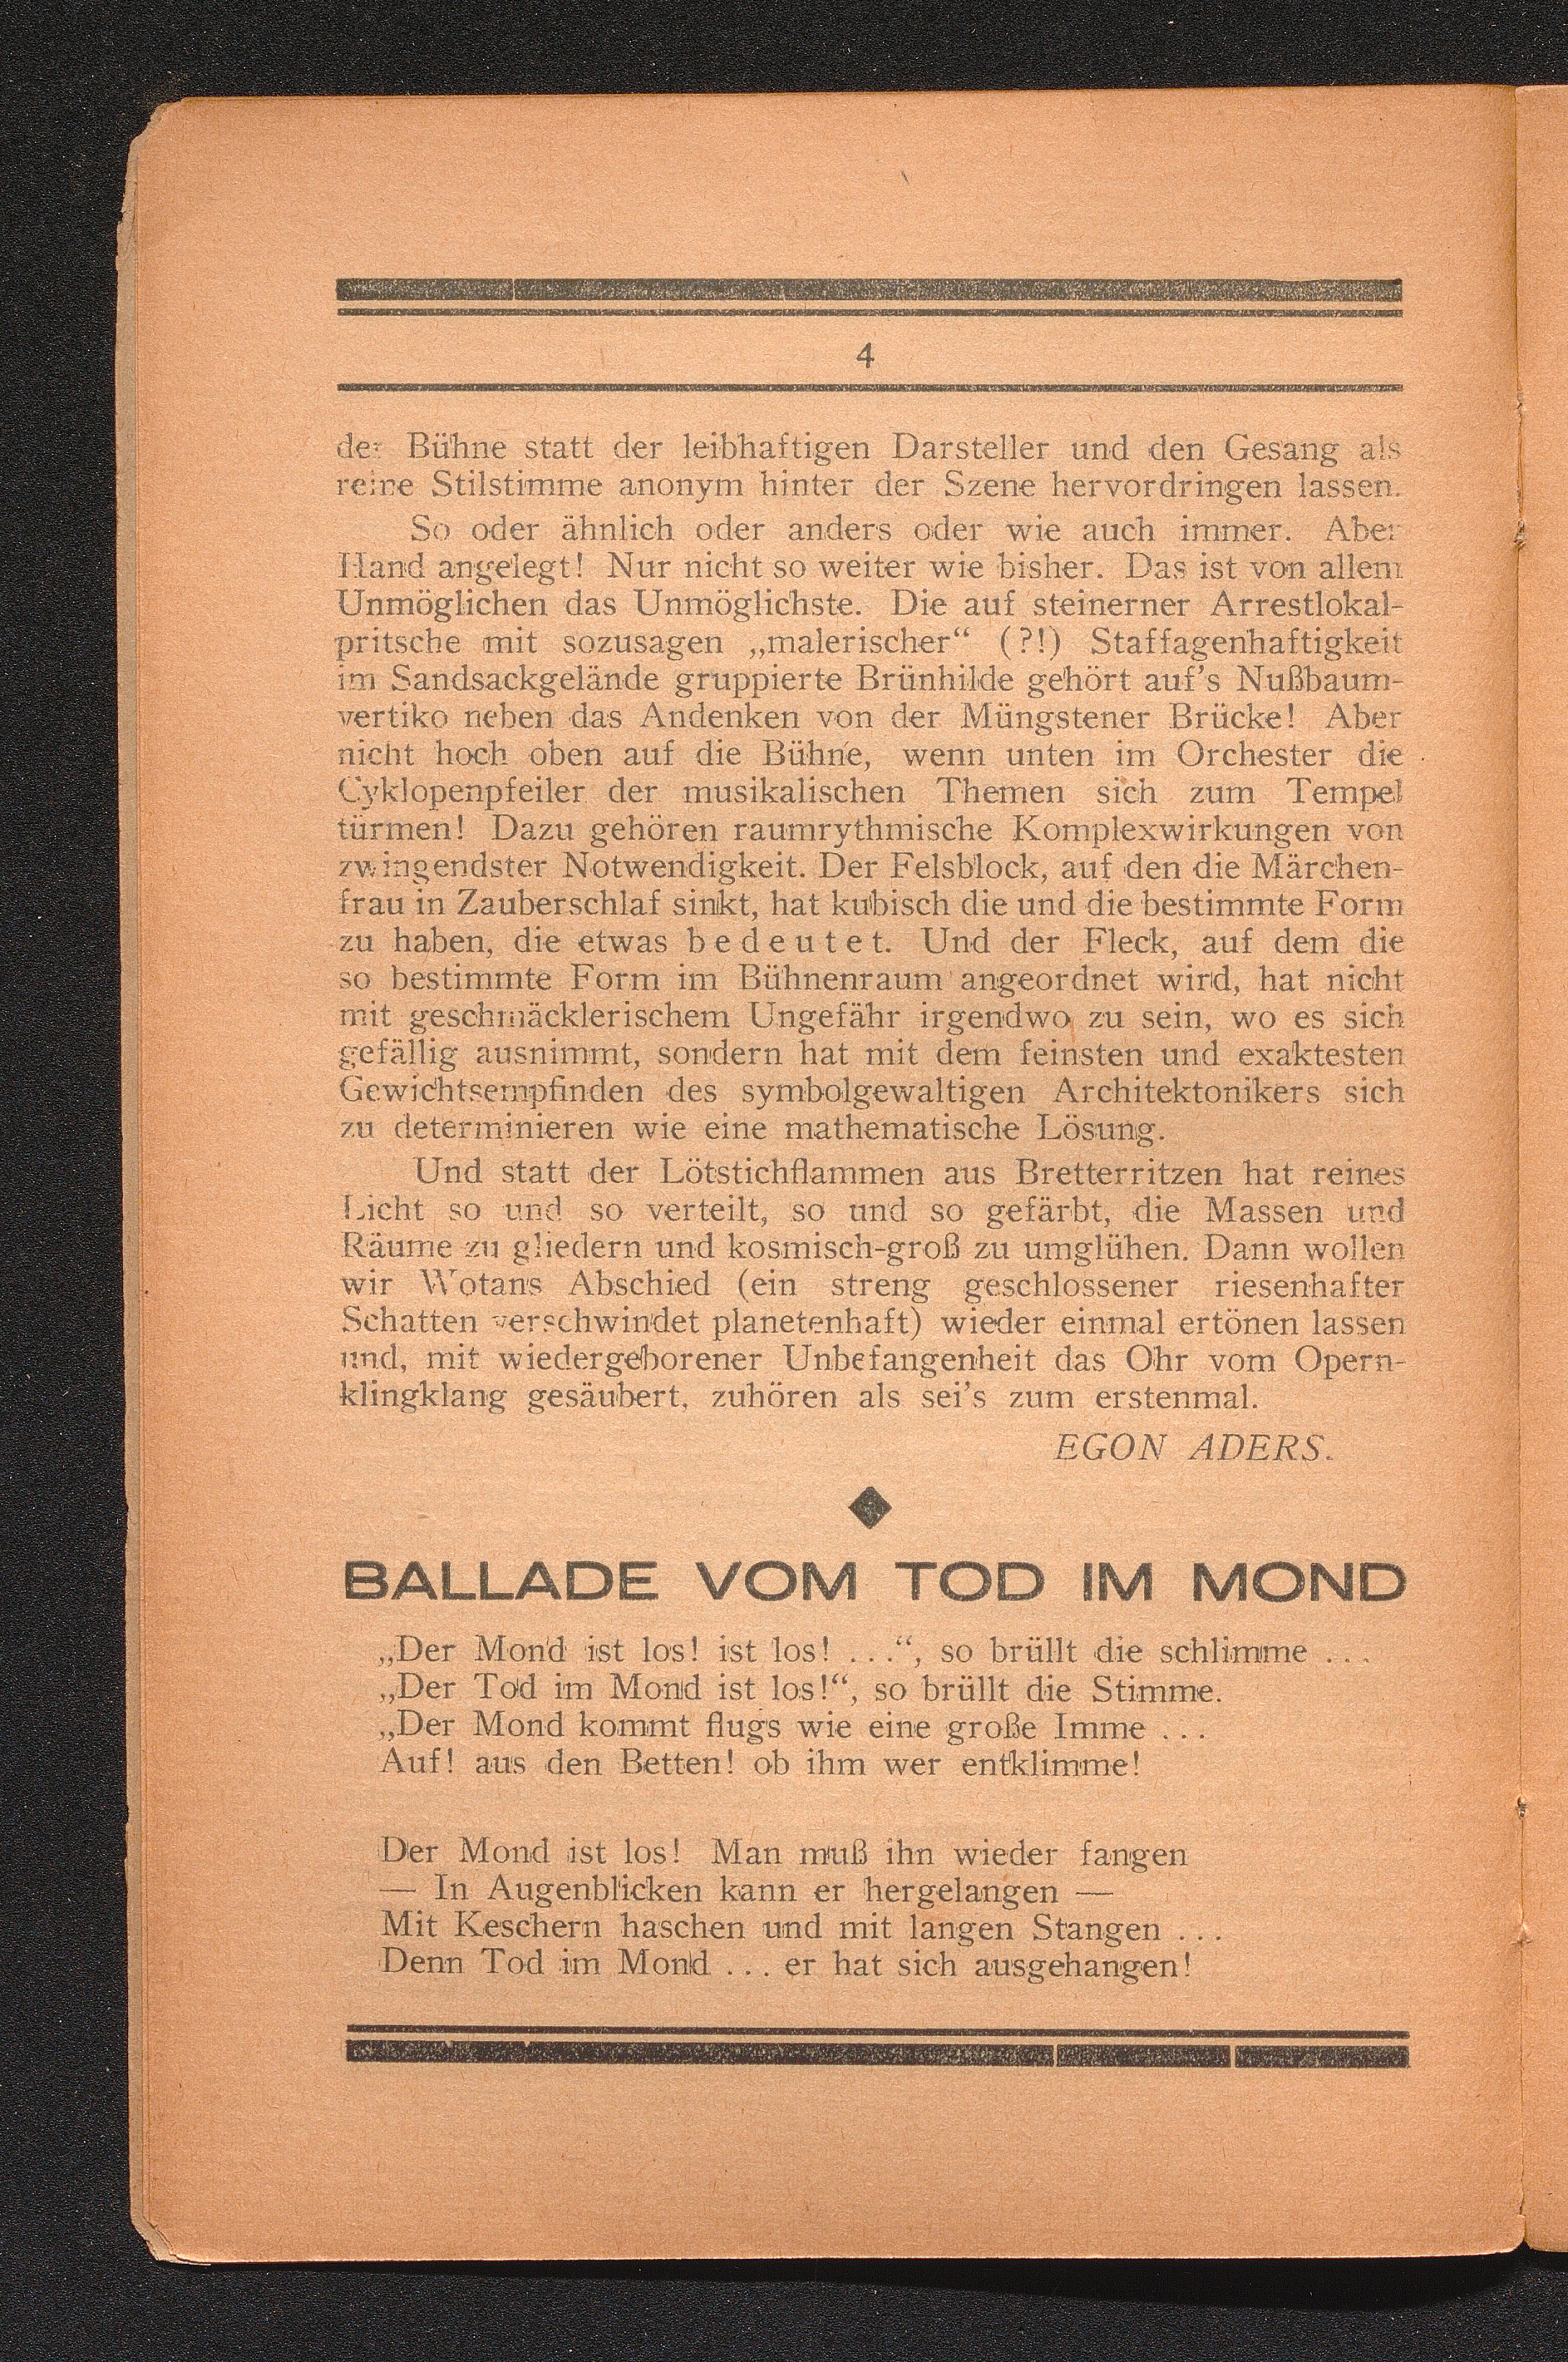 4
der Bühne statt der leibhaftigen Darsteller und den Gesang als
reine Stilstimme anonym hinter der Szene hervordringen lassen.
So oder ähnlich oder anders oder wie auch immer. Aber
Hand angelegt! Nur nicht so weiter wie bisher. Das ist von allem
Unmöglichen das Unmöglichste. Die auf steinerner Arrestlokal-
pritsche mit sozusagen „malerischer“ (?!) Staffagenhaftigkeit
im Sandsackgelände gruppierte Brünhilde gehört auf's Nußbaum-
vertiko neben das Andenken von der Müngstener Brücke! Aber
nicht hoch oben auf die Bühne, wenn unten im Orchester die
Cyklopenpfeiler der musikalischen Themen sich zum Tempel
türmen! Dazu gehören raumrythmische Komplexwirkungen von
zwingendster Notwendigkeit. Der Felsblock, auf den die Märchen-
frau in Zauberschlaf sinkt, hat kubisch die und die bestimmte Form
zu haben, die etwas bedeutet. Und der Fleck, auf dem die
so bestimmte Form im Bühnenraum angeordnet wird, hat nicht
mit geschmäcklerischem Ungefähr irgendwo zu sein, wo es sich
gefällig ausnimmt, sondern hat mit dem feinsten und exaktesten
Gewichtsempfinden des symbolgewaltigen Architektonikers sich
zu determinieren wie eine mathematische Lösung.
Und statt der Lötstichflammen aus Bretterritzen hat reines
Licht so und so verteilt, so und so gefärbt, die Massen und
Räume zu gliedern und kosmisch-groß zu umglühen. Dann wollen
wir Wotans Abschied (ein streng geschlossener riesenhafter
Schatten verschwindet planetenhaft) wieder einmal ertönen lassen
und, mit wiedergeborener Unbefangenheit das Ohr vom Opern-
klingklang gesäubert, zuhören als sei's zum erstenmal.
EGON ADERS.
BALLADE VOM TOD IM MOND
„Der Mond ist los! ist los! ...“, so brüllt die schlimme ...
„Der Tod im Mond ist los!“, so brüllt die Stimme.
„Der Mond kommt flugs wie eine große Imme ...
Auf! aus den Betten! ob ihm wer entklimme!
Der Mond ist los! Man muß ihn wieder fangen
— In Augenblicken kann er hergelangen —
Mit Keschern haschen und mit langen Stangen ...
Denn Tod im Mond ... er hat sich ausgehangen!